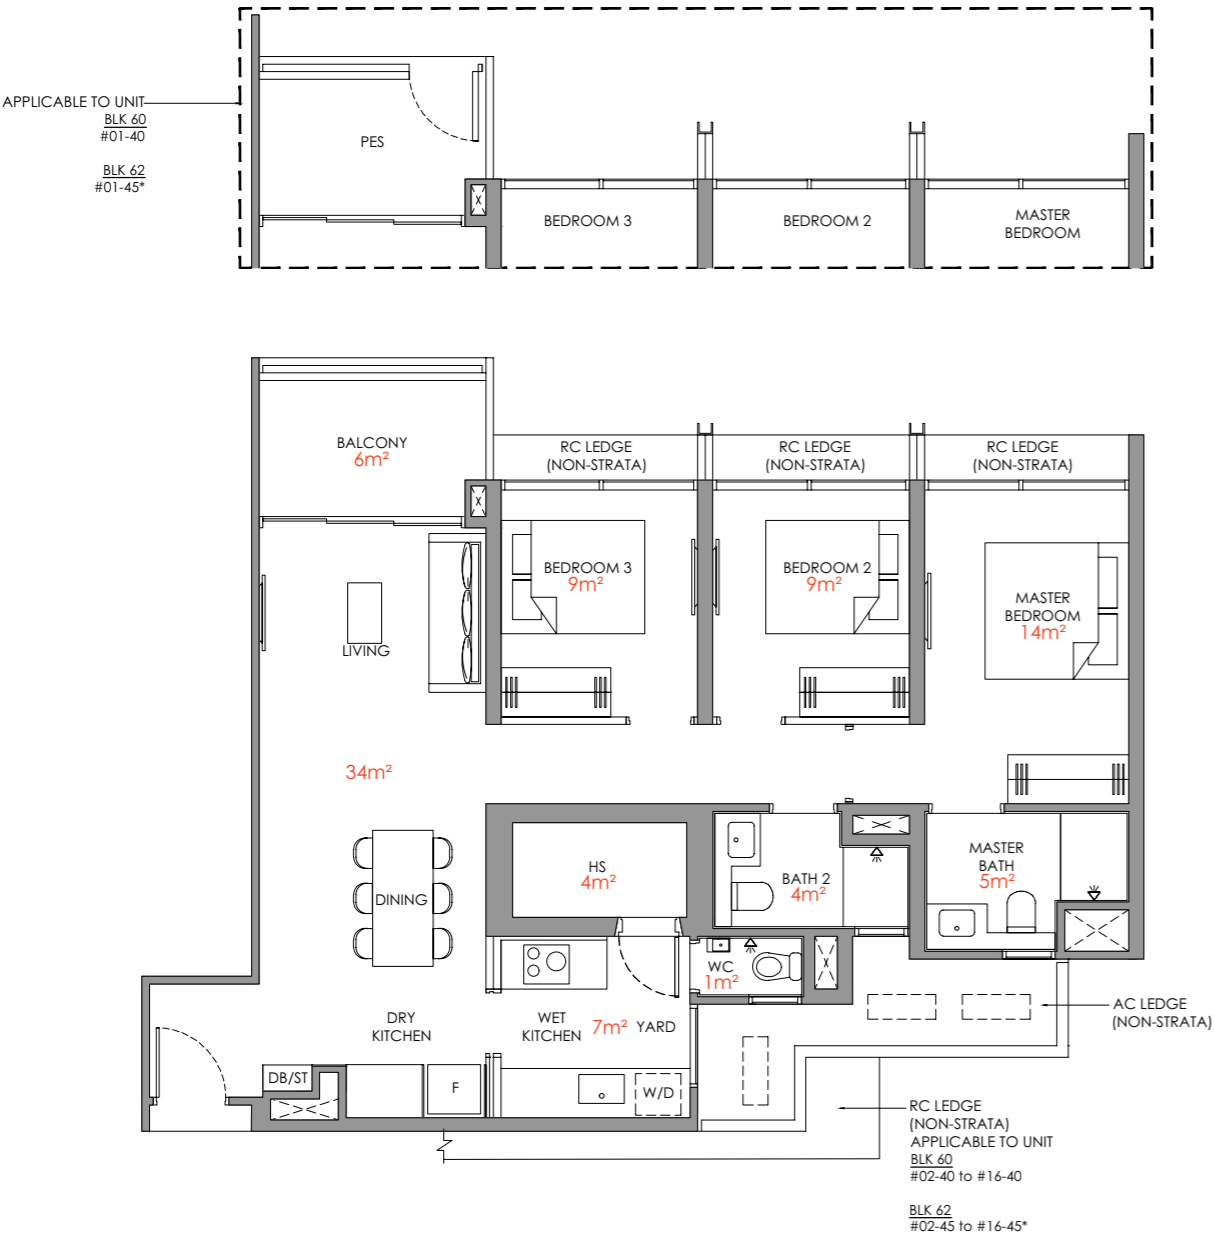 APPLICABLE TO UNIT
BLK 60
#01-40
BLK 62
#01-45*
PES
BEDROOM 3
BEDROOM 2
MASTER
BEDROOM
BALCONY
6m²
RC LEDGE
(NON-STRATA)
RC LEDGE
(NON-STRATA)
RC LEDGE
(NON-STRATA)
BEDROOM 3
9m²
BEDROOM 2
9m²
MASTER
BEDROOM
14m²
LIVING
34m²
HS
4m²
BATH 2
4m²
MASTER
BATH
5m²
DINING
WC
1m²
DRY
KITCHEN
WET
KITCHEN
7m²
YARD
AC LEDGE
(NON-STRATA)
DB/ST
F
W/D
RC LEDGE
(NON-STRATA)
APPLICABLE TO UNIT
BLK 60
#02-40 to #16-40
BLK 62
#02-45 to #16-45*